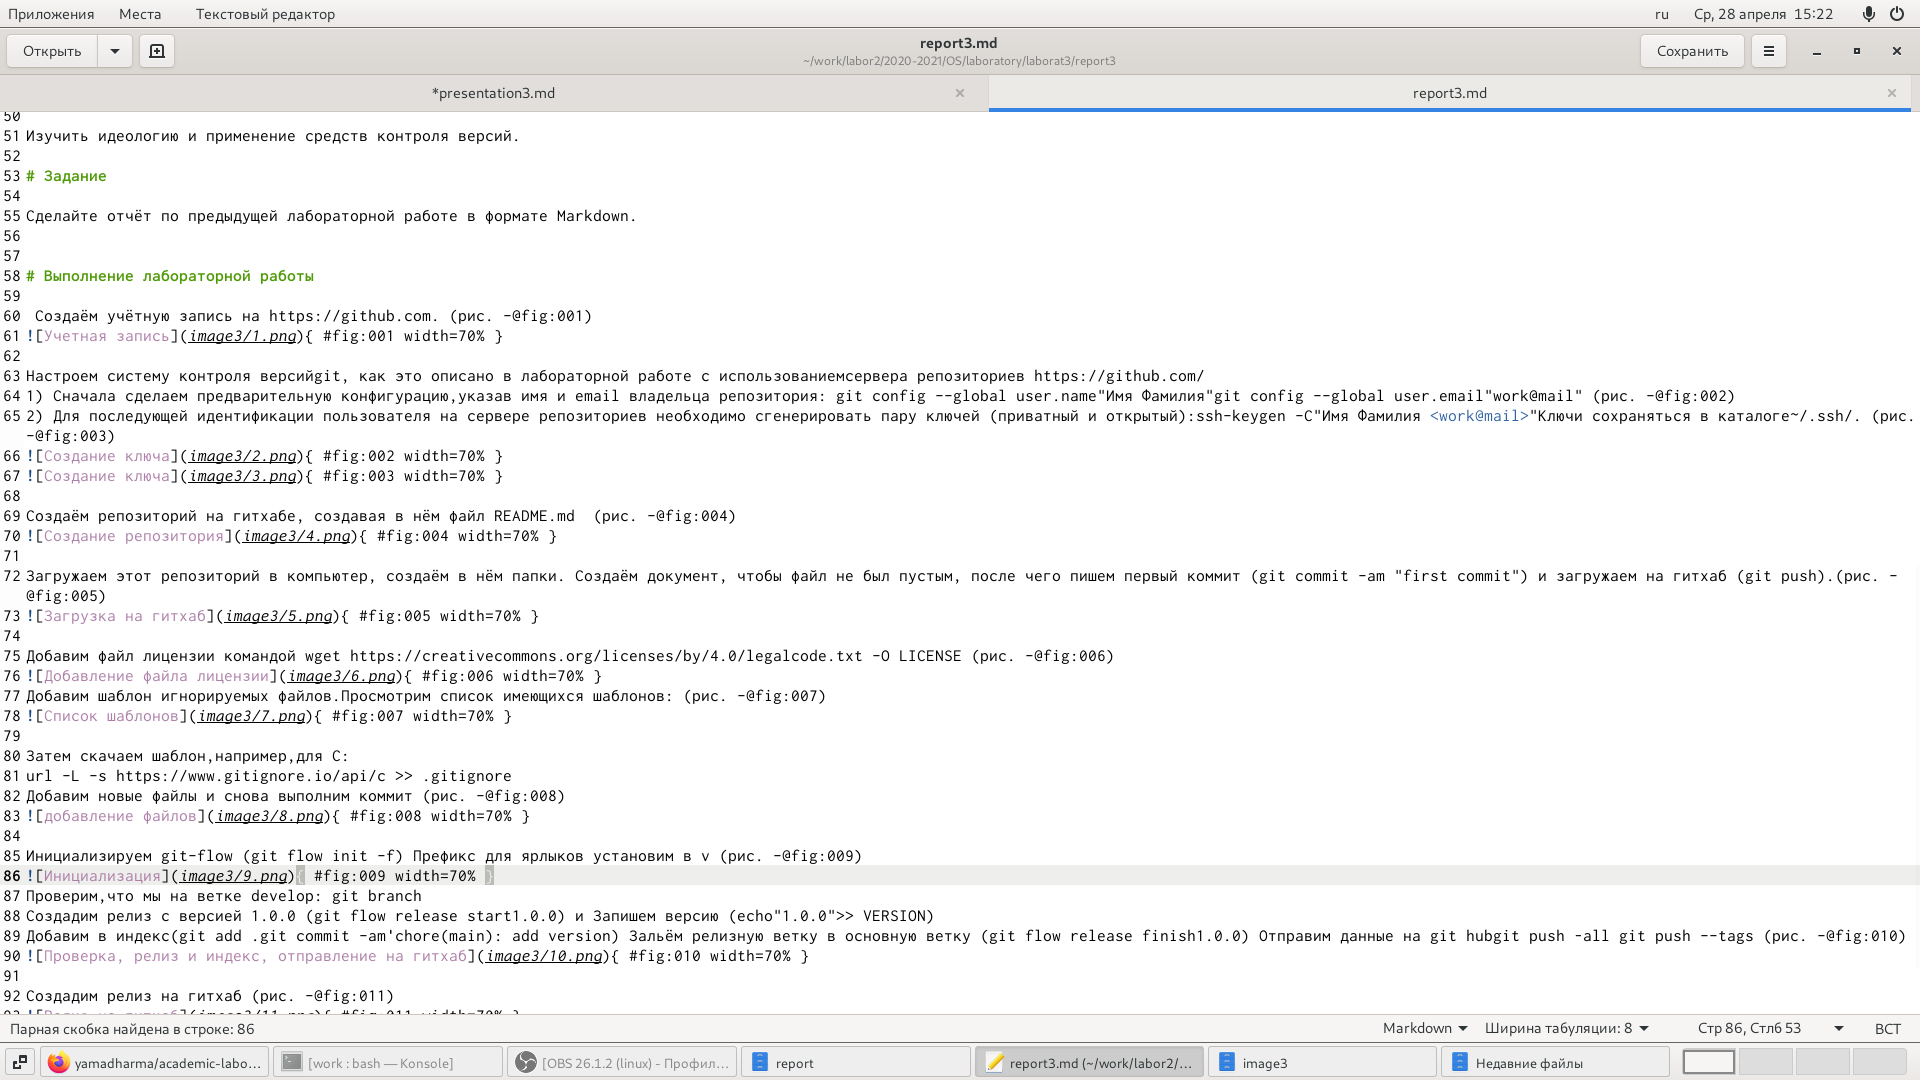 Приложения Места Текстовый редактор ru Ср, 28 апреля 15:22
Открыть report3.md Сохранить
~/work/labor2/2020-2021/OS/laboratory/laborat3/report3
*presentation3.md report3.md
50
51 Изучить идеологию и применение средств контроля версий.
52
53 # Задание
54
55 Сделайте отчёт по предыдущей лабораторной работе в формате Markdown.
56
57
58 # Выполнение лабораторной работы
59
60 Создаём учётную запись на https://github.com. (рис. -@fig:001)
61 ![Учетная запись](image3/1.png){ #fig:001 width=70% }
62
63 Настроем систему контроля версийgit, как это описано в лабораторной работе с использованиемсервера репозиториев https://github.com/
64 1) Сначала сделаем предварительную конфигурацию,указав имя и email владельца репозитория: git config --global user.name"Имя Фамилия"git config --global user.email"work@mail" (рис. -@fig:002)
65 2) Для последующей идентификации пользователя на сервере репозиториев необходимо сгенерировать пару ключей (приватный и открытый):ssh-keygen -C"Имя Фамилия <work@mail>"Ключи сохраняться в каталоге~/.ssh/. (рис.
-@fig:003)
66 ![Создание ключа](image3/2.png){ #fig:002 width=70% }
67 ![Создание ключа](image3/3.png){ #fig:003 width=70% }
68
69 Создаём репозиторий на гитхабе, создавая в нём файл README.md  (рис. -@fig:004)
70 ![Создание репозитория](image3/4.png){ #fig:004 width=70% }
71
72 Загружаем этот репозиторий в компьютер, создаём в нём папки. Создаём документ, чтобы файл не был пустым, после чего пишем первый коммит (git commit -am "first commit") и загружаем на гитхаб (git push).(рис. -
@fig:005)
73 ![Загрузка на гитхаб](image3/5.png){ #fig:005 width=70% }
74
75 Добавим файл лицензии командой wget https://creativecommons.org/licenses/by/4.0/legalcode.txt -O LICENSE (рис. -@fig:006)
76 ![Добавление файла лицензии](image3/6.png){ #fig:006 width=70% }
77 Добавим шаблон игнорируемых файлов.Просмотрим список имеющихся шаблонов: (рис. -@fig:007)
78 ![Список шаблонов](image3/7.png){ #fig:007 width=70% }
79
80 Затем скачаем шаблон,например,для C:
81 url -L -s https://www.gitignore.io/api/c >> .gitignore
82 Добавим новые файлы и снова выполним коммит (рис. -@fig:008)
83 ![добавление файлов](image3/8.png){ #fig:008 width=70% }
84
85 Инициализируем git-flow (git flow init -f) Префикс для ярлыков установим в v (рис. -@fig:009)
86 ![Инициализация](image3/9.png){ #fig:009 width=70% }
87 Проверим,что мы на ветке develop: git branch
88 Создадим релиз с версией 1.0.0 (git flow release start1.0.0) и Запишем версию (echo"1.0.0">> VERSION)
89 Добавим в индекс(git add .git commit -am'chore(main): add version) Зальём релизную ветку в основную ветку (git flow release finish1.0.0) Отправим данные на git hubgit push -all git push --tags (рис. -@fig:010)
90 ![Проверка, релиз и индекс, отправление на гитхаб](image3/10.png){ #fig:010 width=70% }
91
92 Создадим релиз на гитхаб (рис. -@fig:011)
Парная скобка найдена в строке: 86 Markdown Ширина табуляции: 8 Стр 86, Стлб 53 ВСТ
yamadharma/academic-labo… [work : bash — Konsole] [OBS 26.1.2 (linux) - Профил… report report3.md (~/work/labor2/… image3 Недавние файлы